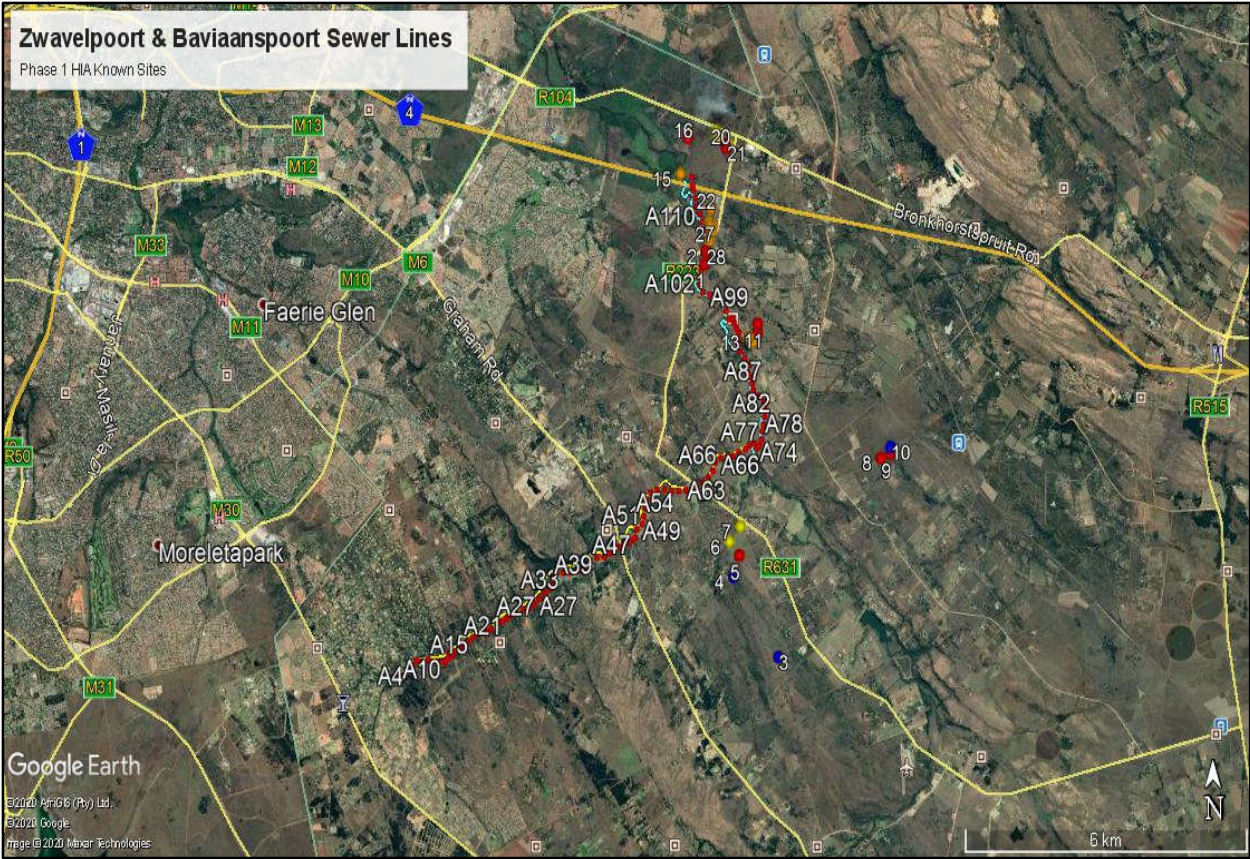 Zwavelpoort & Baviaanspoort Sewer Lines
Phase 1 HIA Known Sites
R104
N
4
M13
N
1
M12
M33
M6
M10
M11
Faerie Glen
January Masilela Dr
Graham Rd
Bronkhorstspruit Rd
16
20
21
15
22
A110
27
28
A102
A99
13
11
A87
A82
A78
A77
A74
A66
A66
A63
A54
A51
A49
A47
A39
A33
A27
A27
A21
A15
A10
A4
8
9
10
7
6
5
4
3
R631
R515
R50
M30
Moreletapark
M31
Google Earth
©2020 AfriGIS (Pty) Ltd.
©2020 Google
Image ©2020 Maxar Technologies
N
6 km